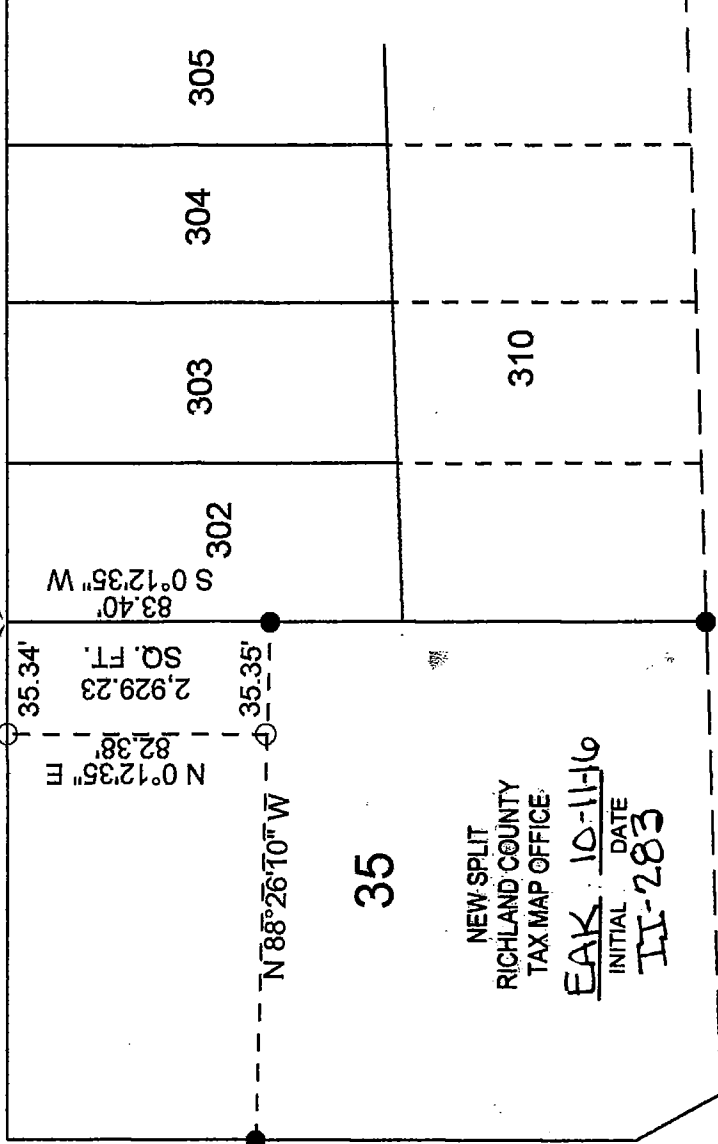 305
304
303
302
310
35.34'
S 0°12'35" W
83.40'
2,929.23
SQ. FT.
N 0°12'35" E
82.38'
35.35'
N 88°26'10" W
35
NEW SPLIT
RICHLAND COUNTY
TAX MAP OFFICE
EAK 10-11-16
INITIAL DATE
II-283